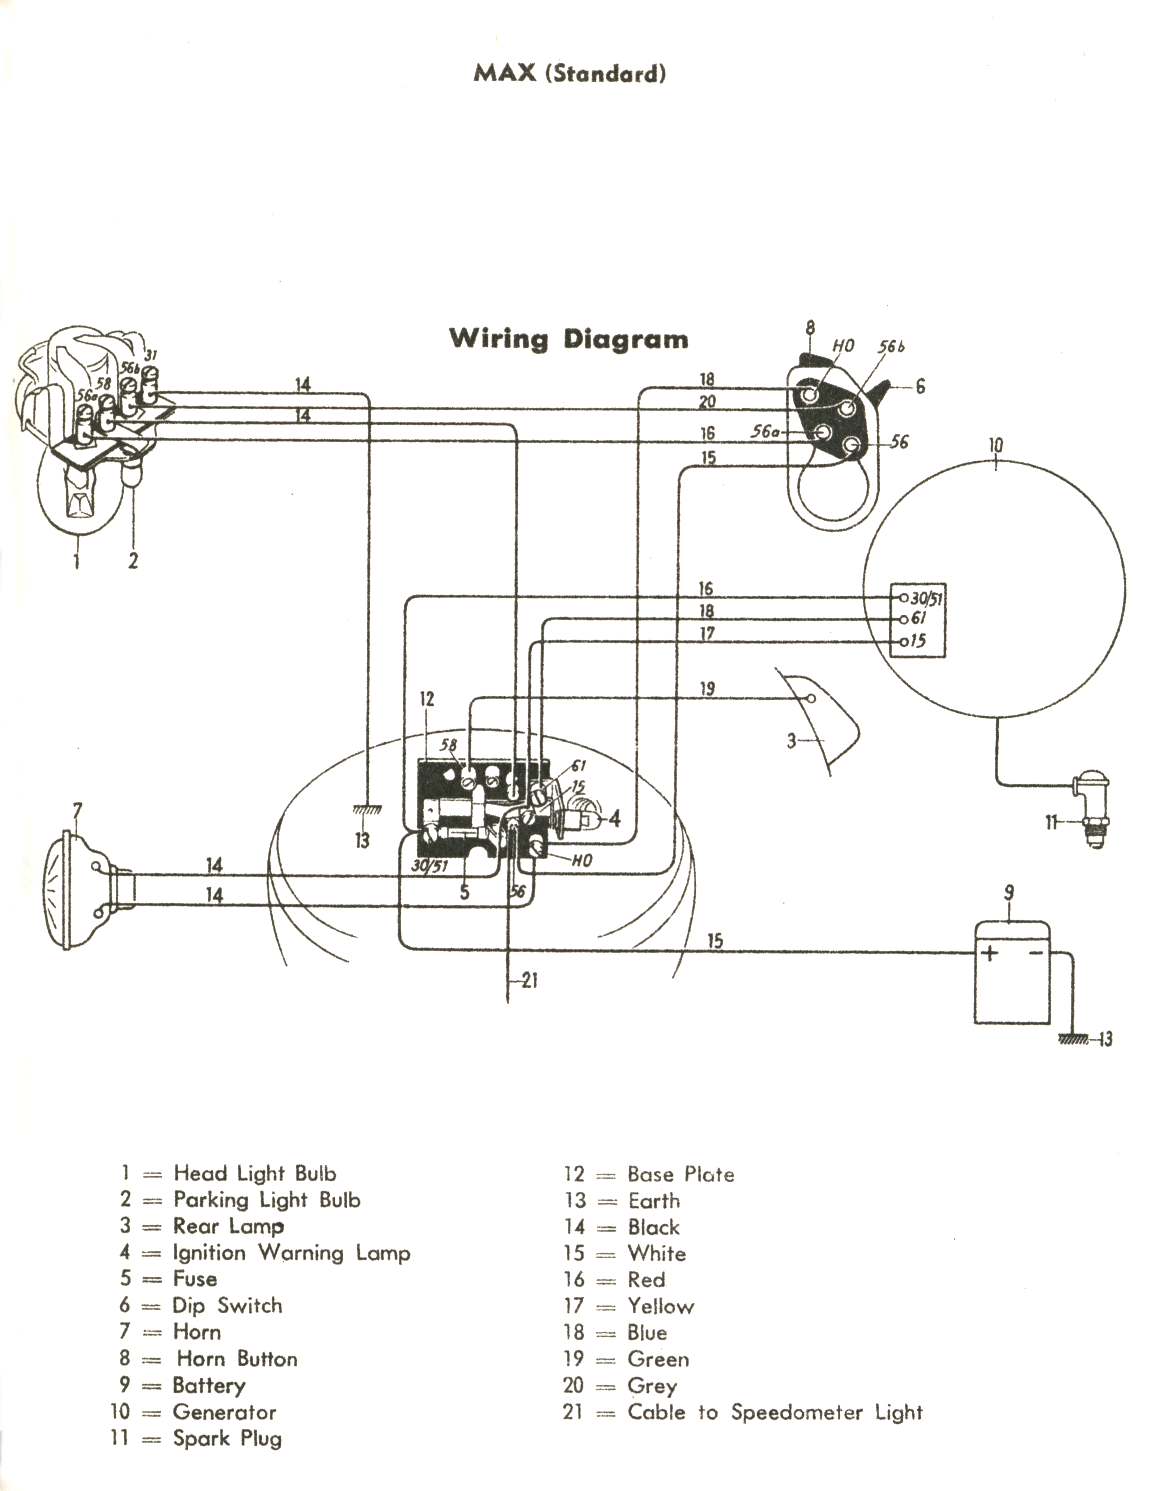 MAX (Standard)
Wiring Diagram
8
HO
56b
6
56a
56
31
56b
58
56a
14
14
18
20
16
15
1
2
10
16
30/51
18
61
17
15
19
3
12
58
61
15
4
13
11
7
14
14
30/51
5
56
HO
9
15
+ −
21
13
1 = Head Light Bulb
2 = Parking Light Bulb
3 = Rear Lamp
4 = Ignition Warning Lamp
5 = Fuse
6 = Dip Switch
7 = Horn
8 = Horn Button
9 = Battery
10 = Generator
11 = Spark Plug
12 = Base Plate
13 = Earth
14 = Black
15 = White
16 = Red
17 = Yellow
18 = Blue
19 = Green
20 = Grey
21 = Cable to Speedometer Light